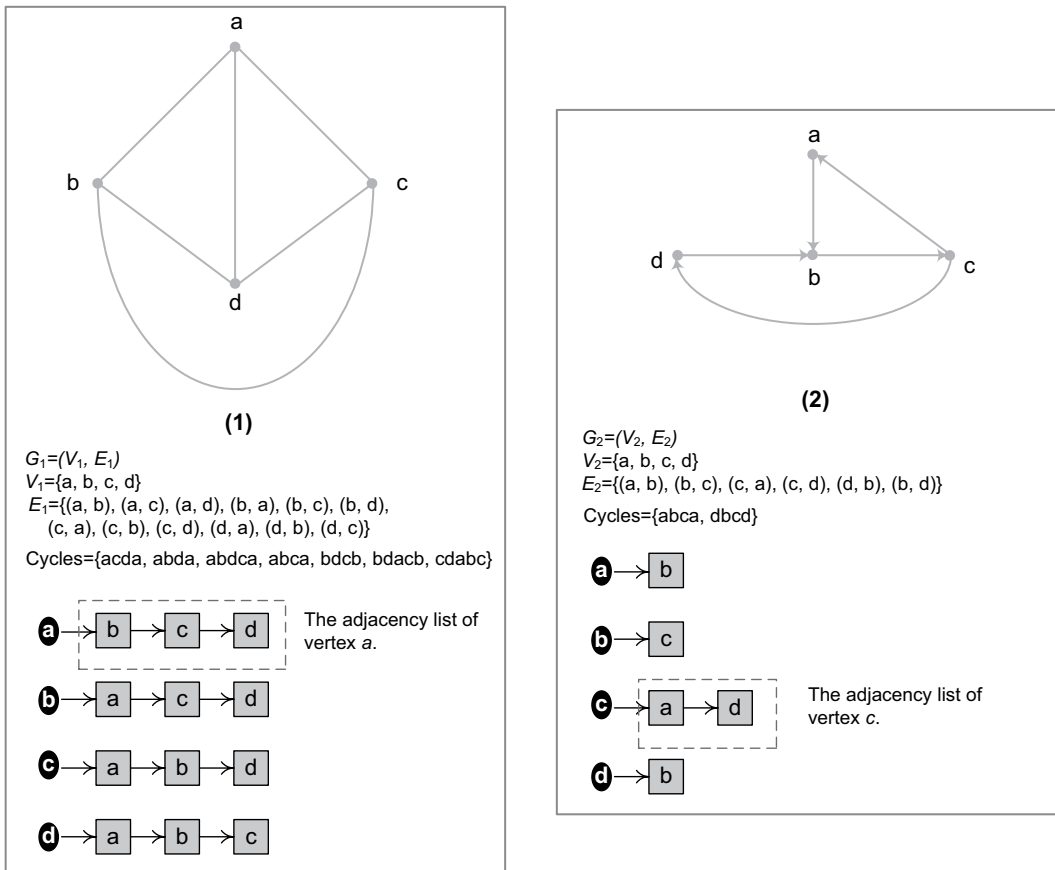 a
b
c
d
(1)
G1=(V1, E1)
V1={a, b, c, d}
E1={(a, b), (a, c), (a, d), (b, a), (b, c), (b, d),
(c, a), (c, b), (c, d), (d, a), (d, b), (d, c)}
Cycles={acda, abda, abdca, abca, bdcb, bdacb, cdabc}
a b c d
The adjacency list of
vertex a.
b a c d
c a b d
d a b c
a
d
b
c
(2)
G2=(V2, E2)
V2={a, b, c, d}
E2={(a, b), (b, c), (c, a), (c, d), (d, b), (b, d)}
Cycles={abca, dbcd}
a b
b c
c a d
The adjacency list of
vertex c.
d b